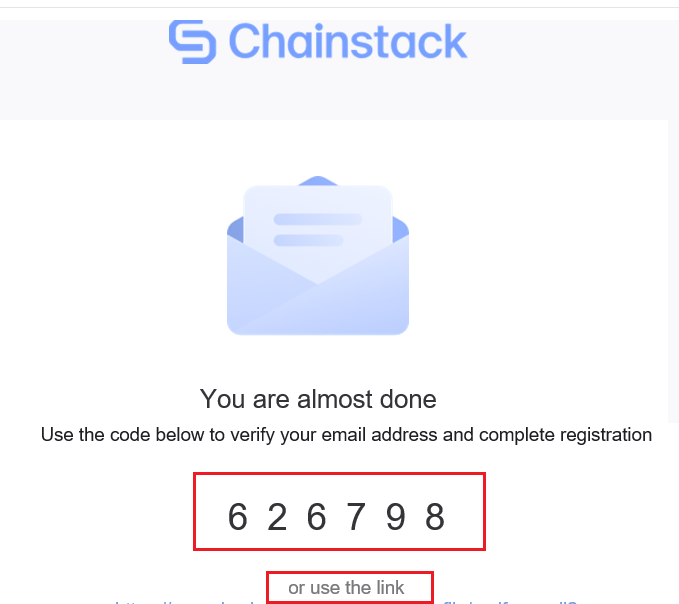 Chainstack
You are almost done
Use the code below to verify your email address and complete registration
6 2 6 7 9 8
or use the link